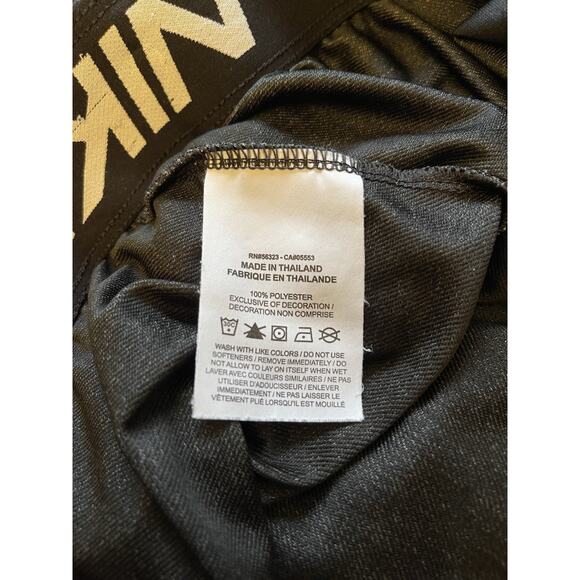 NIK
RN#56323 - CA#05553
MADE IN THAILAND
FABRIQUE EN THAILANDE
100% POLYESTER
EXCLUSIVE OF DECORATION /
DECORATION NON COMPRISE
30C
WASH WITH LIKE COLORS / DO NOT USE
SOFTENERS / REMOVE IMMEDIATELY / DO
NOT ALLOW TO LAY ON ITSELF WHEN WET
LAVER AVEC COULEURS SIMILAIRES / NE PAS
UTILISER D'ADOUCISSEUR / ENLEVER
IMMEDIATEMENT / NE PAS LAISSER LE
VÊTEMENT PLIÉ LORSQU'IL EST MOUILLÉ